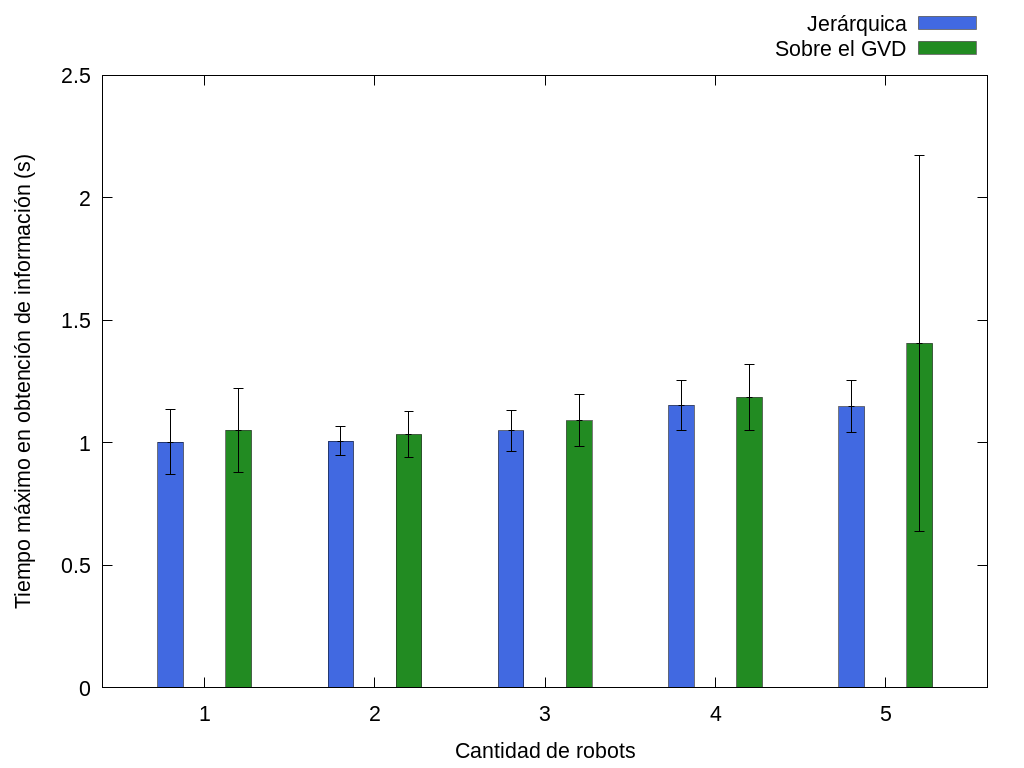 Jerárquica
Sobre el GVD
2.5
2
1.5
1
0.5
0
Tiempo máximo en obtención de información (s)
1 2 3 4 5
Cantidad de robots